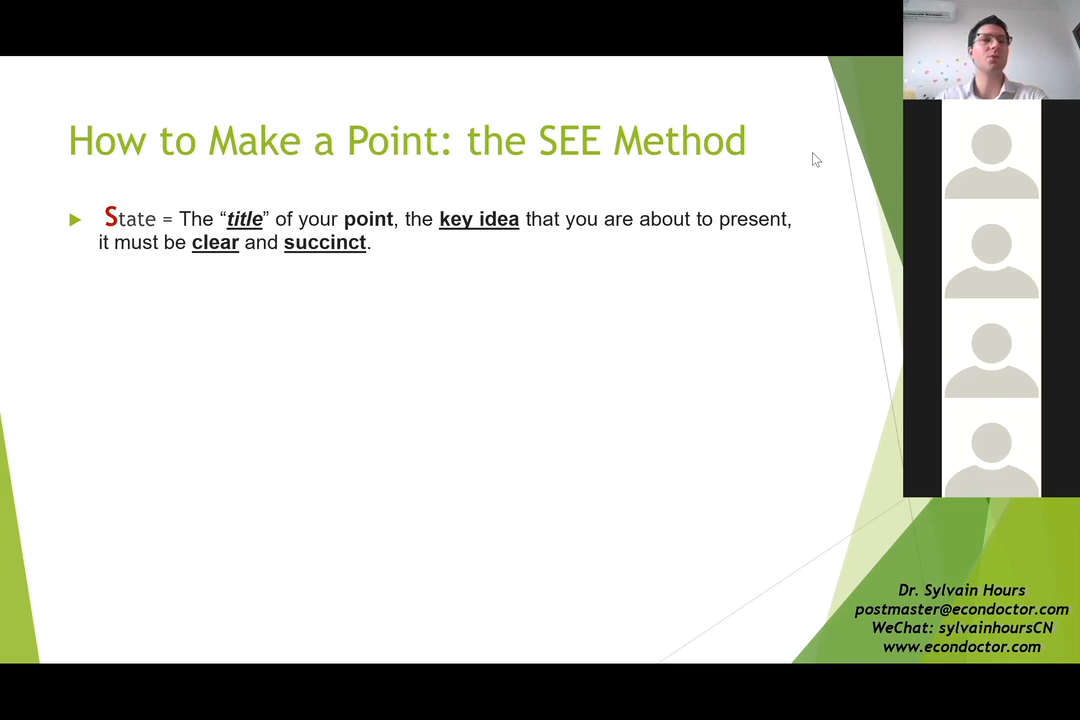 How to Make a Point: the SEE Method
State = The “title” of your point, the key idea that you are about to present,
it must be clear and succinct.
Dr. Sylvain Hours
postmaster@econdoctor.com
WeChat: sylvainhoursCN
www.econdoctor.com